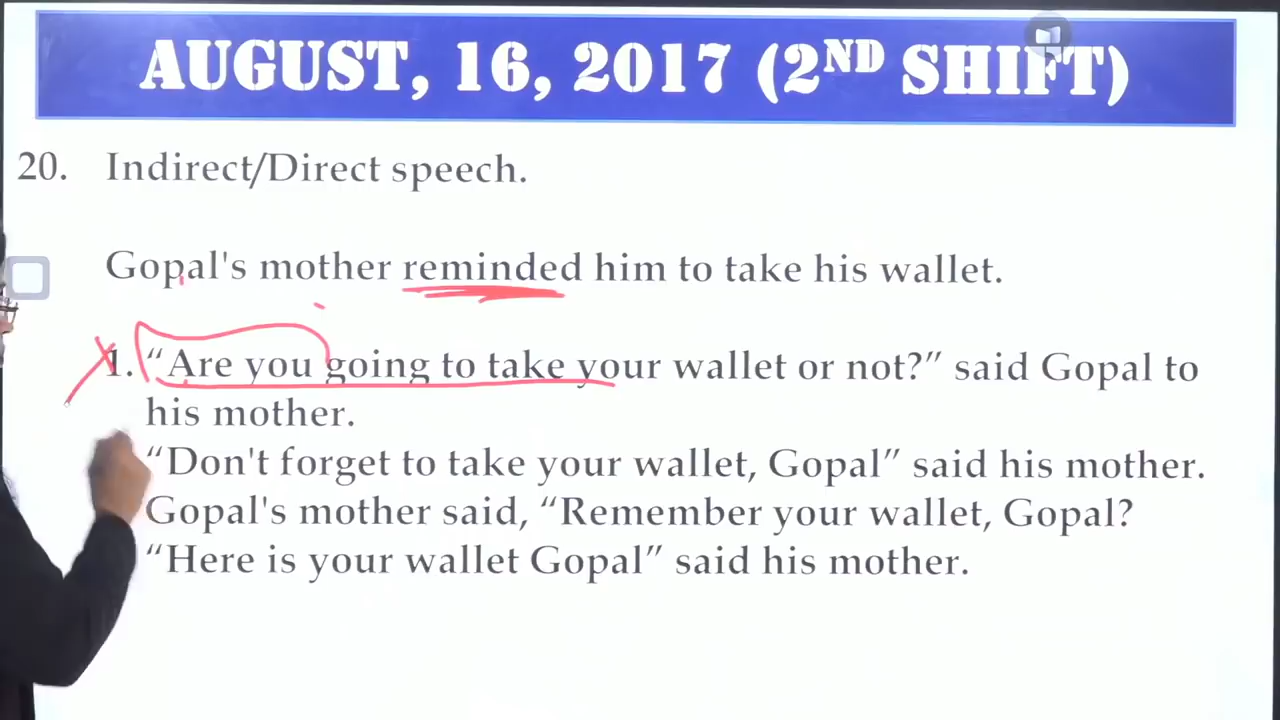 AUGUST, 16, 2017 (2ND SHIFT)
20. Indirect/Direct speech.
Gopal's mother reminded him to take his wallet.
1. “Are you going to take your wallet or not?” said Gopal to
his mother.
“Don't forget to take your wallet, Gopal” said his mother.
Gopal's mother said, “Remember your wallet, Gopal?
“Here is your wallet Gopal” said his mother.